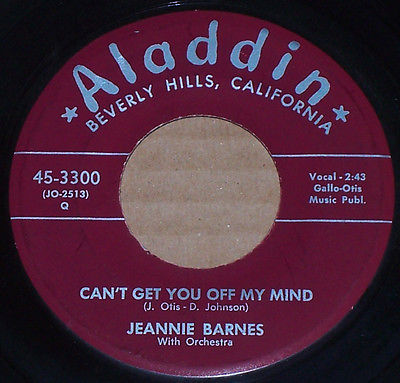 Aladdin
BEVERLY HILLS, CALIFORNIA
45-3300
(JO-2513)
Q
Vocal - 2:43
Gallo-Otis
Music Publ.
CAN'T GET YOU OFF MY MIND
(J. Otis - D. Johnson)
JEANNIE BARNES
With Orchestra